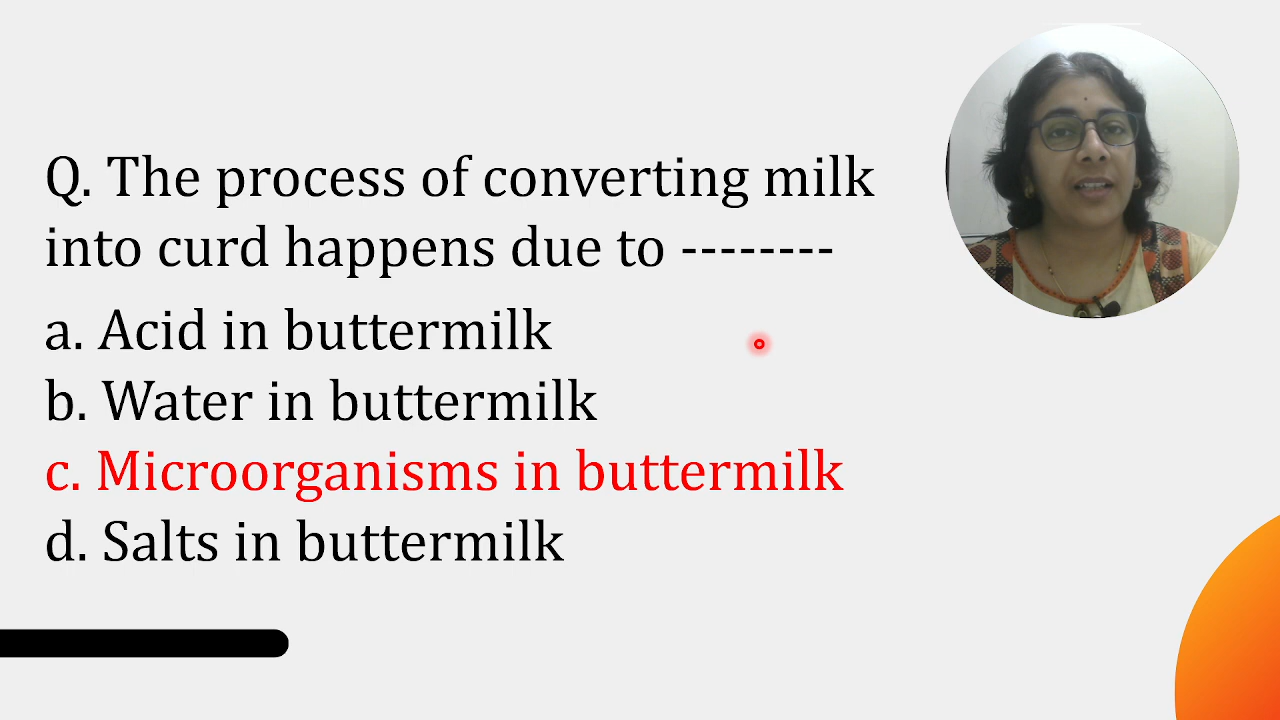 Q. The process of converting milk
into curd happens due to --------
a. Acid in buttermilk
b. Water in buttermilk
c. Microorganisms in buttermilk
d. Salts in buttermilk